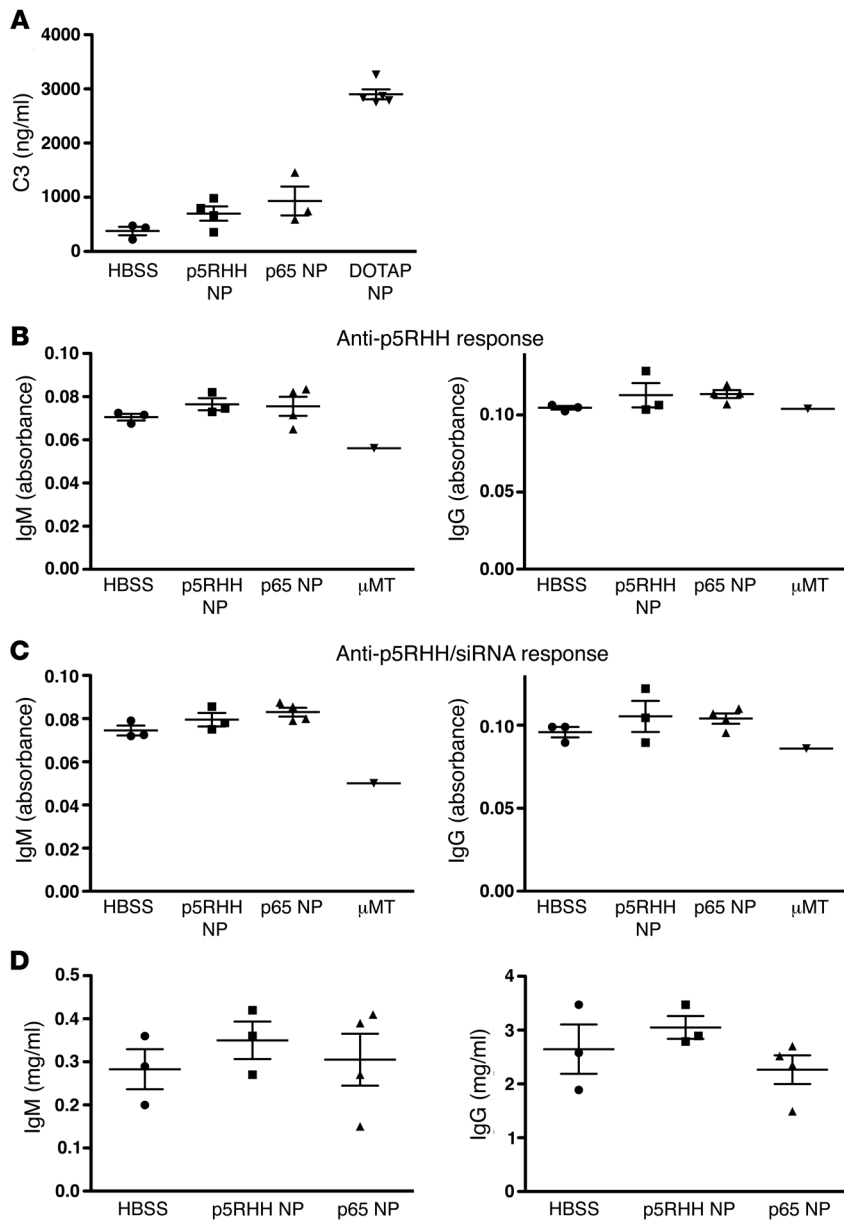 A
C3 (ng/ml)
4000
3000
2000
1000
0
HBSS
p5RHH
NP
p65 NP
DOTAP
NP
B
Anti-p5RHH response
IgM (absorbance)
0.10
0.08
0.06
0.04
0.02
0.00
HBSS
p5RHH
NP
p65 NP
μMT
IgG (absorbance)
0.10
0.05
0.00
HBSS
p5RHH
NP
p65 NP
μMT
C
Anti-p5RHH/siRNA response
IgM (absorbance)
0.10
0.08
0.06
0.04
0.02
0.00
HBSS
p5RHH
NP
p65 NP
μMT
IgG (absorbance)
0.10
0.05
0.00
HBSS
p5RHH
NP
p65 NP
μMT
D
IgM (mg/ml)
0.5
0.4
0.3
0.2
0.1
0.0
HBSS
p5RHH NP
p65 NP
IgG (mg/ml)
4
3
2
1
0
HBSS
p5RHH NP
p65 NP